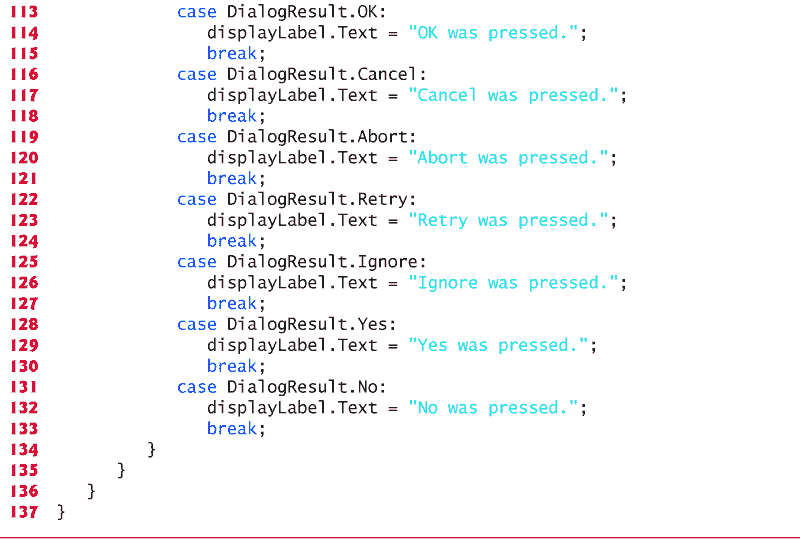 113 case DialogResult.OK:
114 displayLabel.Text = "OK was pressed.";
115 break;
116 case DialogResult.Cancel:
117 displayLabel.Text = "Cancel was pressed.";
118 break;
119 case DialogResult.Abort:
120 displayLabel.Text = "Abort was pressed.";
121 break;
122 case DialogResult.Retry:
123 displayLabel.Text = "Retry was pressed.";
124 break;
125 case DialogResult.Ignore:
126 displayLabel.Text = "Ignore was pressed.";
127 break;
128 case DialogResult.Yes:
129 displayLabel.Text = "Yes was pressed.";
130 break;
131 case DialogResult.No:
132 displayLabel.Text = "No was pressed.";
133 break;
134 }
135 }
136 }
137 }